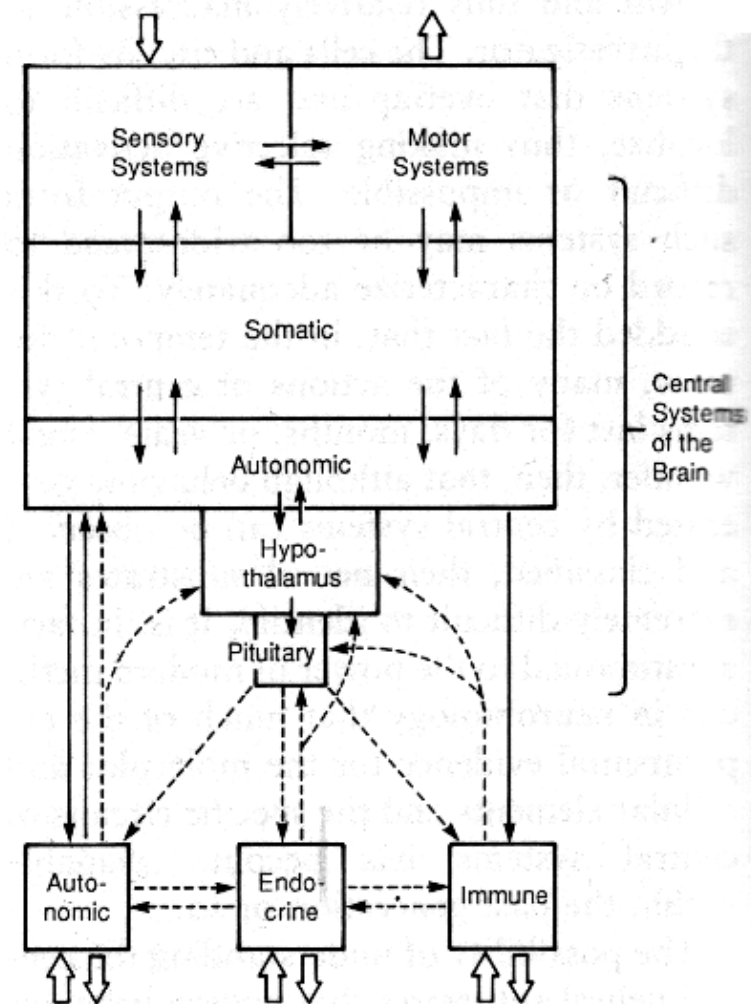 Sensory
Systems
Motor
Systems
Somatic
Central
Systems
of the
Brain
Autonomic
Hypo-
thalamus
Pituitary
Auto-
nomic
Endo-
crine
Immune